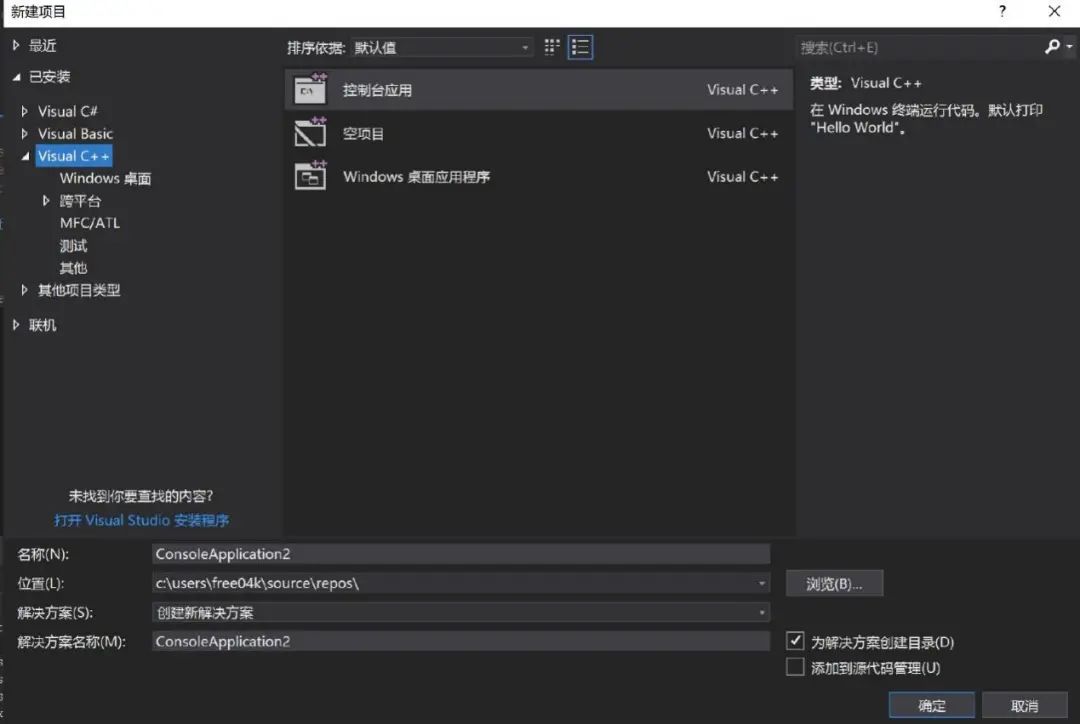 新建项目
?
最近
已安装
Visual C#
Visual Basic
Visual C++
Windows 桌面
跨平台
MFC/ATL
测试
其他
其他项目类型
联机
未找到你要查找的内容?
打开 Visual Studio 安装程序
排序依据: 默认值
控制台应用 Visual C++
空项目 Visual C++
Windows 桌面应用程序 Visual C++
搜索(Ctrl+E)
类型: Visual C++
在 Windows 终端运行代码。默认打印
"Hello World"。
名称(N): ConsoleApplication2
位置(L): c:\users\free04k\source\repos\
浏览(B)...
解决方案(S): 创建新解决方案
解决方案名称(M): ConsoleApplication2
为解决方案创建目录(D)
添加到源代码管理(U)
确定 取消